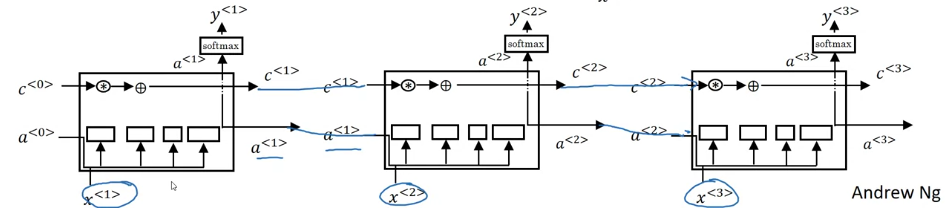 y<1> y<2> y<3>
softmax softmax softmax
a<1> a<2> a<3>
c<0> c<1> c<1> c<2> c<2> c<3>
a<0> a<1> a<1> a<2> a<2> a<3>
x<1> x<2> x<3>
Andrew Ng